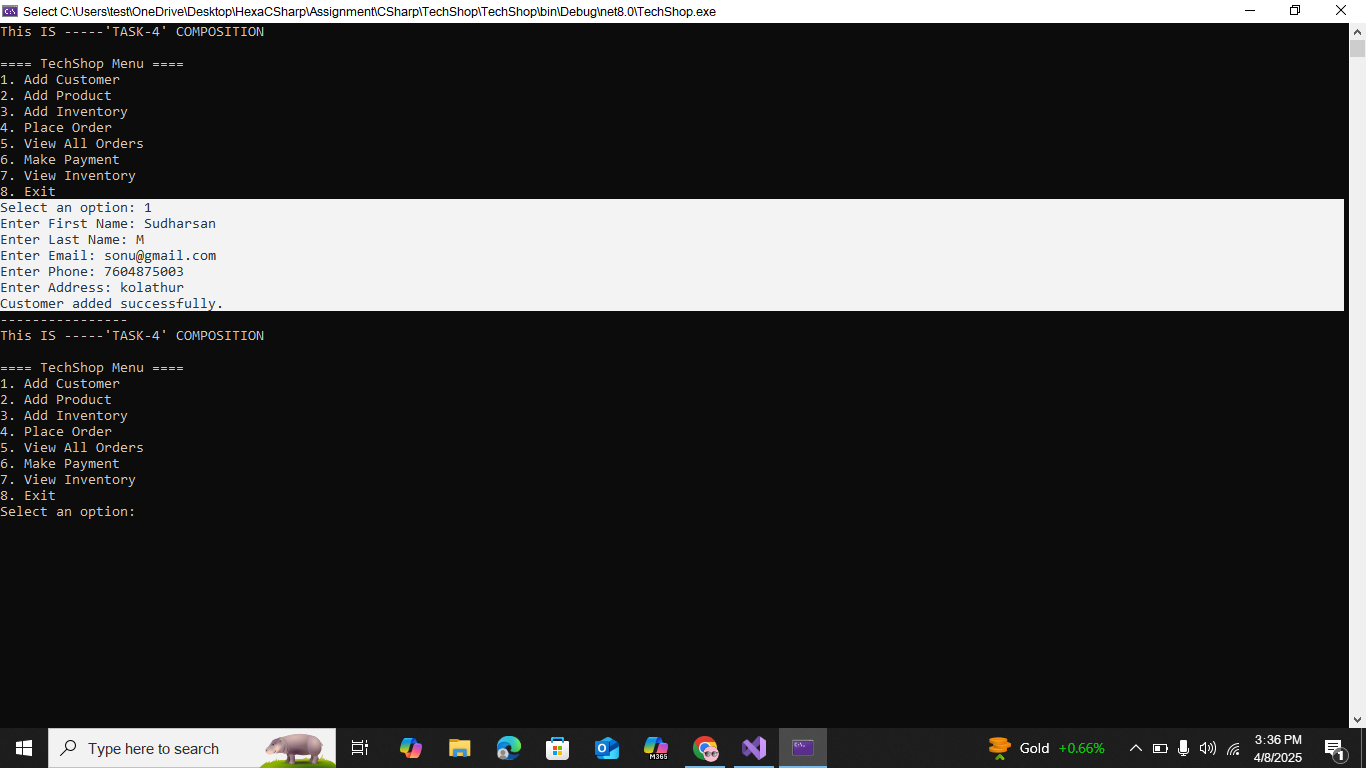 Select C:\Users\test\OneDrive\Desktop\HexaCSharp\Assignment\CSharp\TechShop\TechShop\bin\Debug\net8.0\TechShop.exe
This IS -----'TASK-4' COMPOSITION
==== TechShop Menu ====
1. Add Customer
2. Add Product
3. Add Inventory
4. Place Order
5. View All Orders
6. Make Payment
7. View Inventory
8. Exit
Select an option: 1
Enter First Name: Sudharsan
Enter Last Name: M
Enter Email: sonu@gmail.com
Enter Phone: 7604875003
Enter Address: kolathur
Customer added successfully.
----------------
This IS -----'TASK-4' COMPOSITION
==== TechShop Menu ====
1. Add Customer
2. Add Product
3. Add Inventory
4. Place Order
5. View All Orders
6. Make Payment
7. View Inventory
8. Exit
Select an option:
Type here to search
M365
Gold +0.66%
3:36 PM
4/8/2025
1